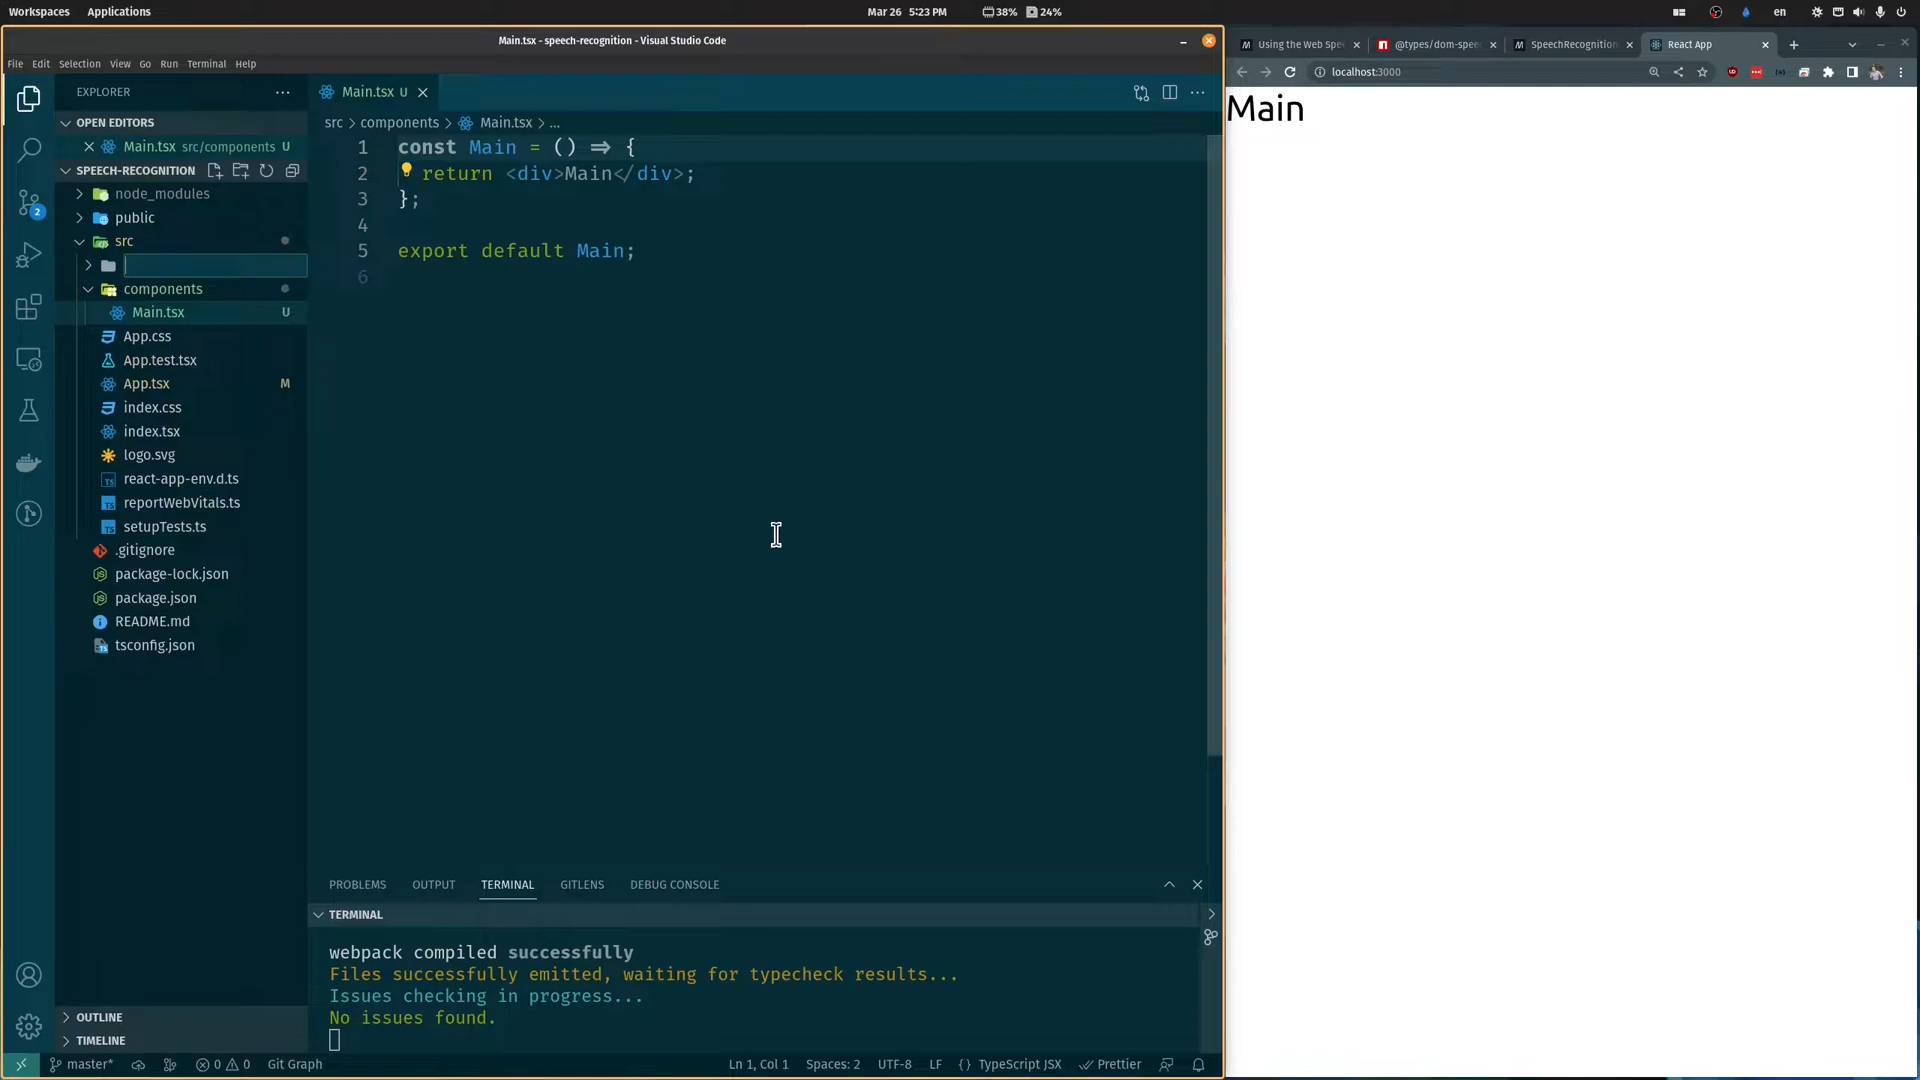 Workspaces Applications
Mar 26 5:23 PM
38% 24%
en
Main.tsx - speech-recognition - Visual Studio Code
File Edit Selection View Go Run Terminal Help
EXPLORER
OPEN EDITORS
Main.tsx src/components U
SPEECH-RECOGNITION
node_modules
public
src
components
Main.tsx U
App.css
App.test.tsx
App.tsx M
index.css
index.tsx
logo.svg
react-app-env.d.ts
reportWebVitals.ts
setupTests.ts
.gitignore
package-lock.json
package.json
README.md
tsconfig.json
OUTLINE
TIMELINE
2
Main.tsx U
src > components > Main.tsx > ...
1 const Main = () => {
2 return <div>Main</div>;
3 };
4
5 export default Main;
6
PROBLEMS OUTPUT TERMINAL GITLENS DEBUG CONSOLE
TERMINAL
webpack compiled successfully
Files successfully emitted, waiting for typecheck results...
Issues checking in progress...
No issues found.
master* 0 0 Git Graph
Ln 1, Col 1 Spaces: 2 UTF-8 LF {} TypeScript JSX Prettier
Using the Web Spe @types/dom-spee SpeechRecognition React App
localhost:3000
Main